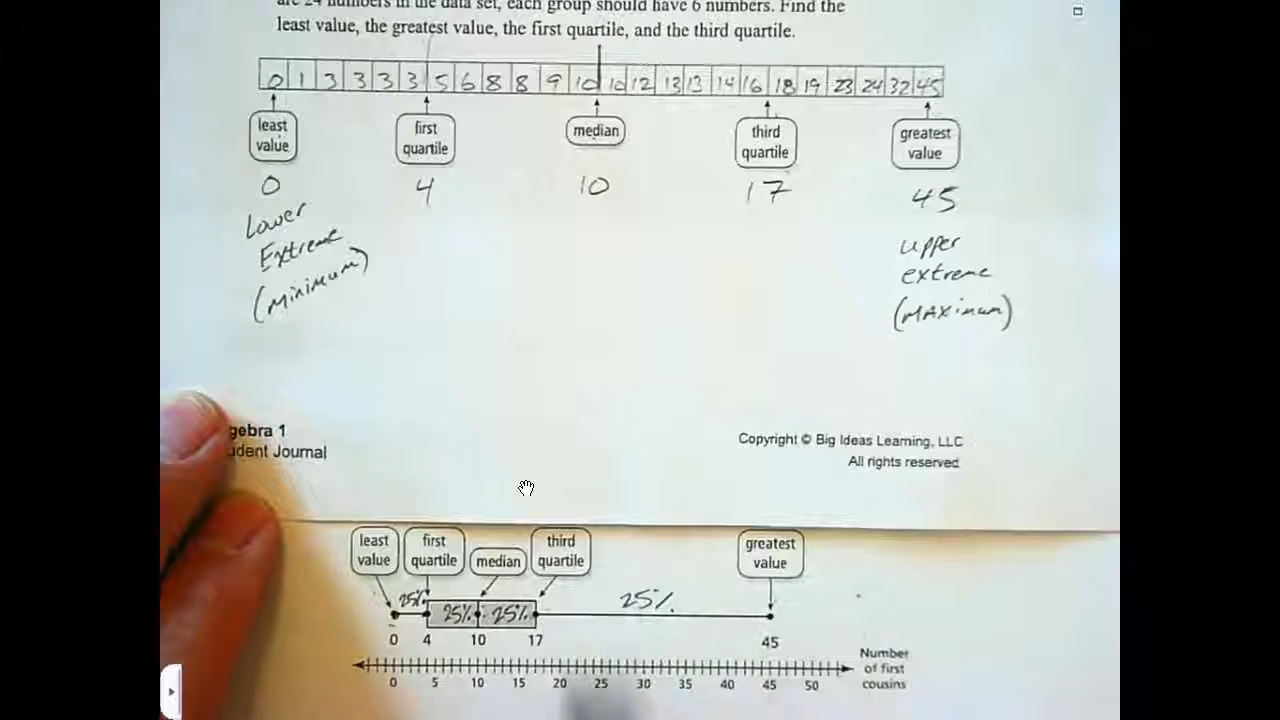 are 24 numbers in the data set, each group should have 6 numbers. Find the
least value, the greatest value, the first quartile, and the third quartile.
0 1 3 3 3 3 5 6 8 8 9 10 10 12 13 13 14 16 18 19 23 24 32 45
least value
first quartile
median
third quartile
greatest value
0 4 10 17 45
Lower
Extreme
(minimum)
upper
extreme
(MAXimum)
gebra 1
udent Journal
Copyright © Big Ideas Learning, LLC
All rights reserved
least value
first quartile
median
third quartile
greatest value
25% 25% 25% 25%
0 4 10 17 45
0 5 10 15 20 25 30 35 40 45 50
Number
of first
cousins